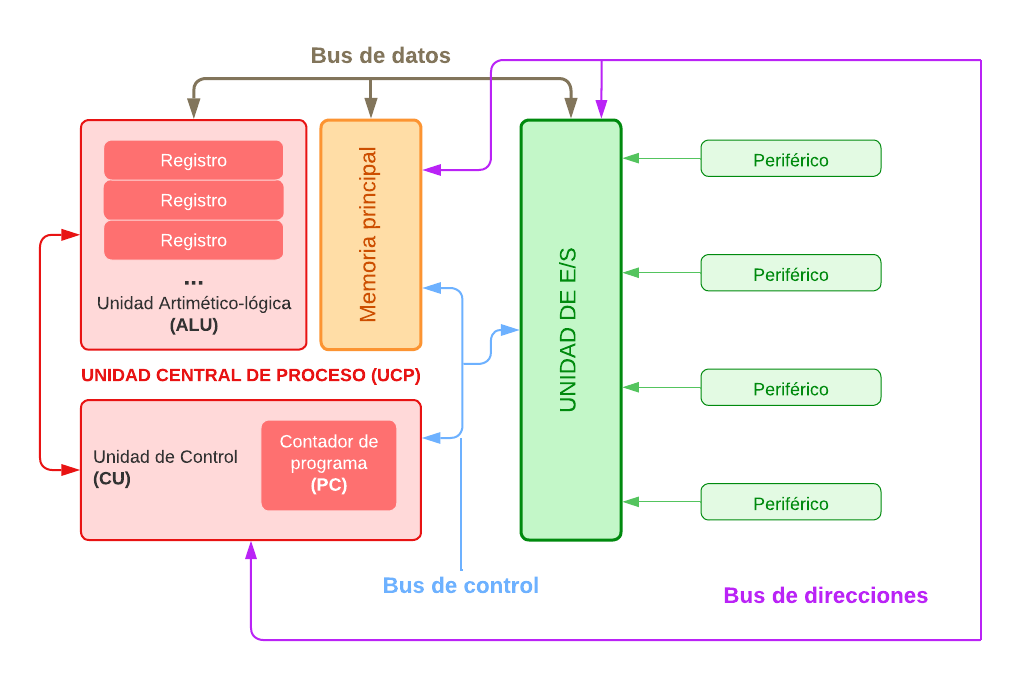 Bus de datos
Registro
Registro
Registro
...
Unidad Artimético-lógica
(ALU)
Memoria principal
UNIDAD DE E/S
Periférico
Periférico
Periférico
Periférico
UNIDAD CENTRAL DE PROCESO (UCP)
Unidad de Control
(CU)
Contador de
programa
(PC)
Bus de control
Bus de direcciones